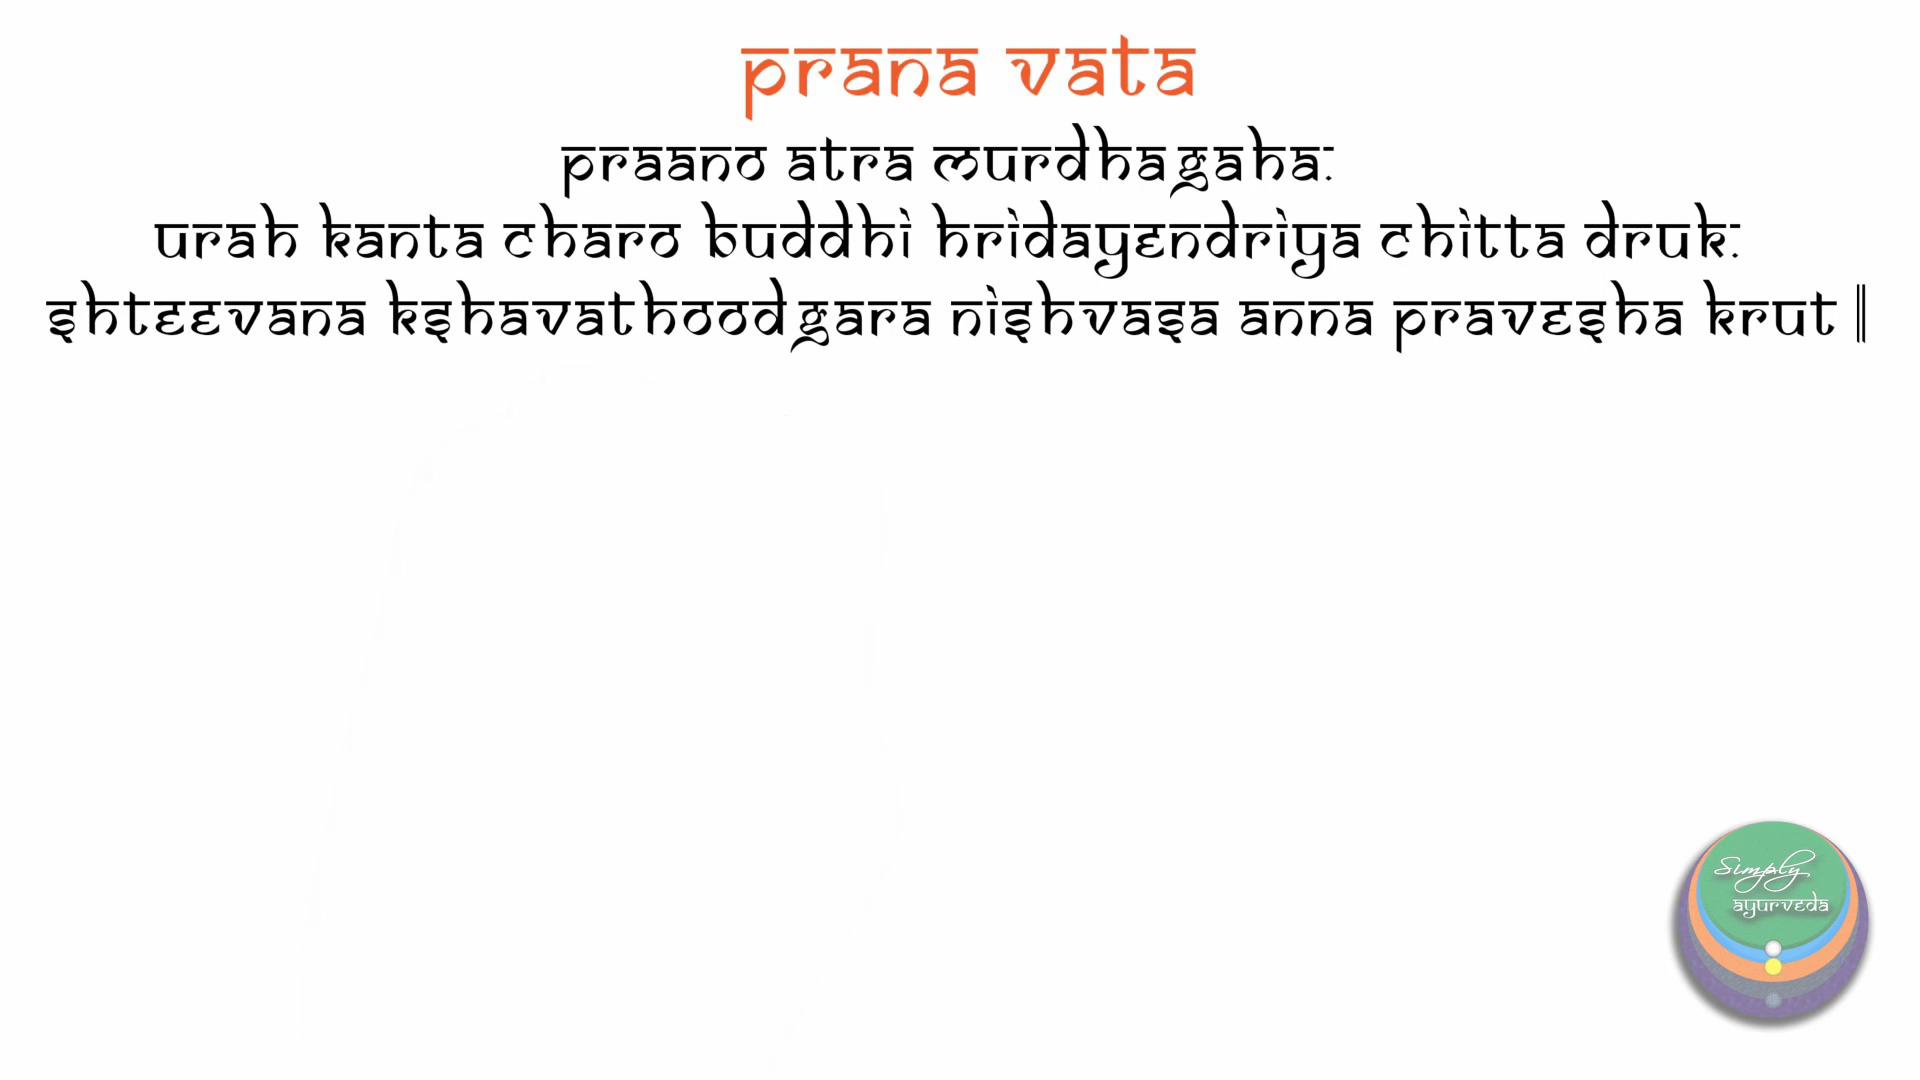 prana vata
praano atra murdhagaha:
urah kanta charo buddhi hridayendriya chitta druk:
shteevana kshavathoodgara nishvasa anna pravesha krut ||
Simply
ayurveda